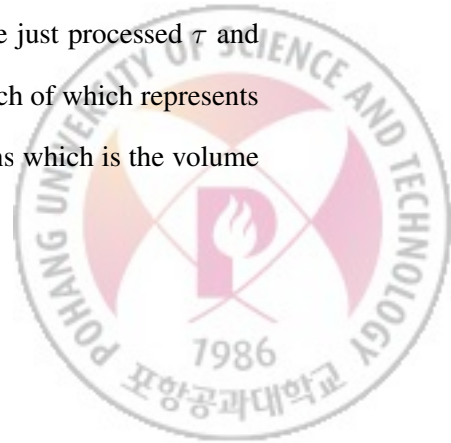 e just processed τ and
ch of which represents
ns which is the volume
POHANG UNIVERSITY OF SCIENCE AND TECHNOLOGY
1986
포항공과대학교